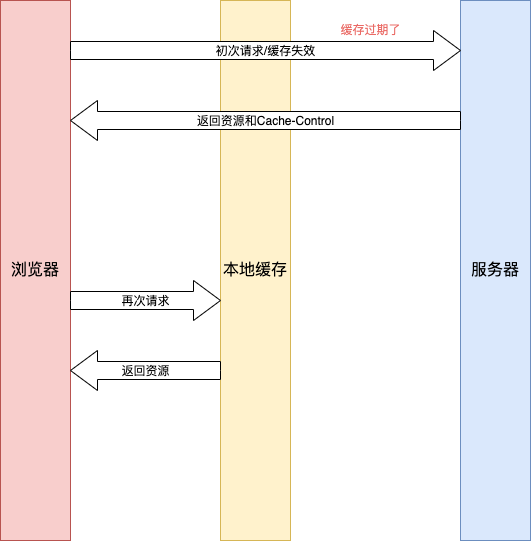 缓存过期了
初次请求/缓存失效
返回资源和Cache-Control
浏览器
本地缓存
服务器
再次请求
返回资源